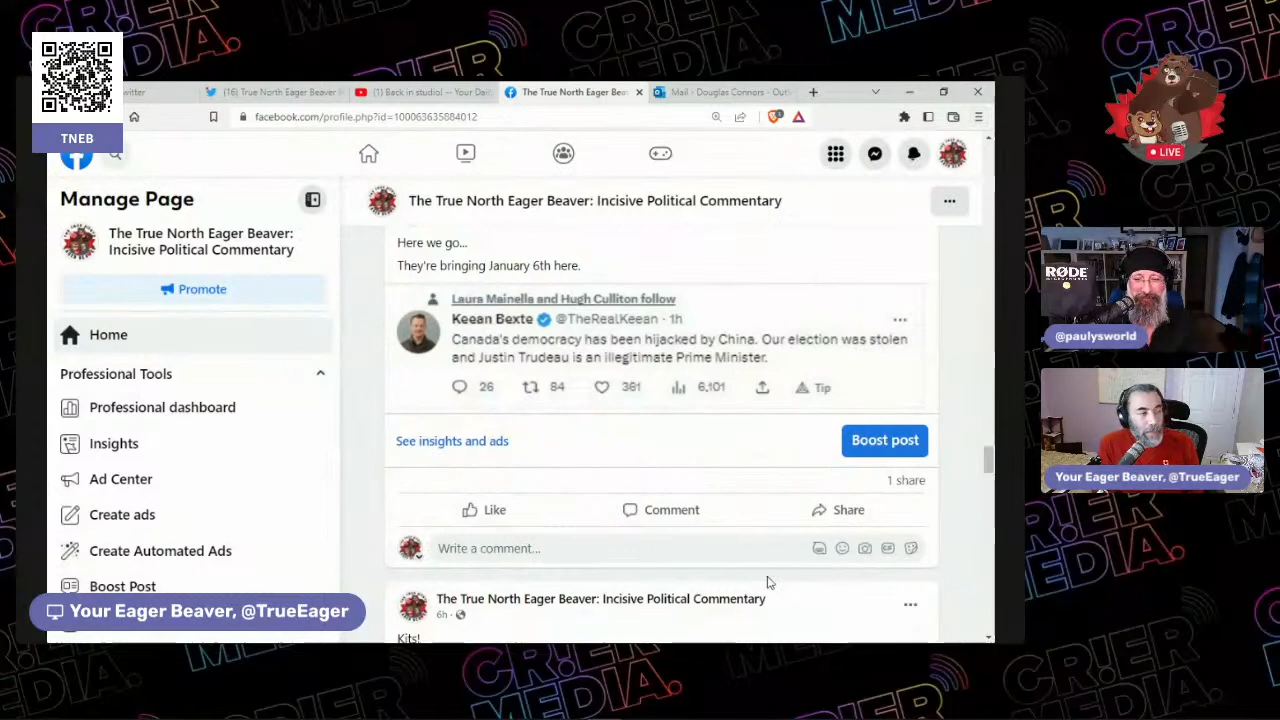 CR!ER
MEDIA.
TNEB
LIVE
(16) True North Eager Beaver
(1) Back in studio! — Your Dai
The True North Eager Bea
Mail - Douglas Connors - Out
facebook.com/profile.php?id=100063635884012
Manage Page
The True North Eager Beaver:
Incisive Political Commentary
Promote
Home
Professional Tools
Professional dashboard
Insights
Ad Center
Create ads
Create Automated Ads
Boost Post
The True North Eager Beaver: Incisive Political Commentary
Here we go...
They're bringing January 6th here.
Laura Mainella and Hugh Culliton follow
Keean Bexte @TheRealKeean · 1h
Canada's democracy has been hijacked by China. Our election was stolen
and Justin Trudeau is an illegitimate Prime Minister.
26 84 361 6,101 Tip
See insights and ads
Boost post
1 share
Like Comment Share
Write a comment...
The True North Eager Beaver: Incisive Political Commentary
6h ·
Kits!
RØDE
@paulysworld
Your Eager Beaver, @TrueEager
Your Eager Beaver, @TrueEager